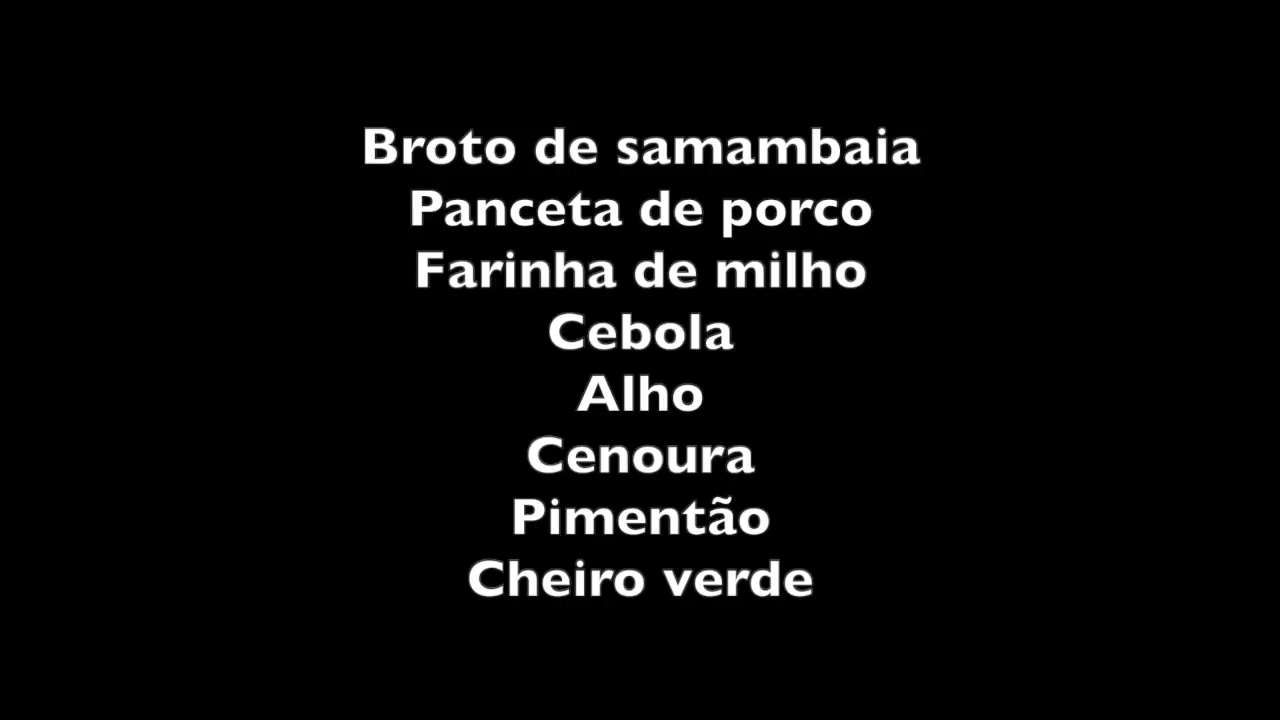 Broto de samambaia
Panceta de porco
Farinha de milho
Cebola
Alho
Cenoura
Pimentão
Cheiro verde